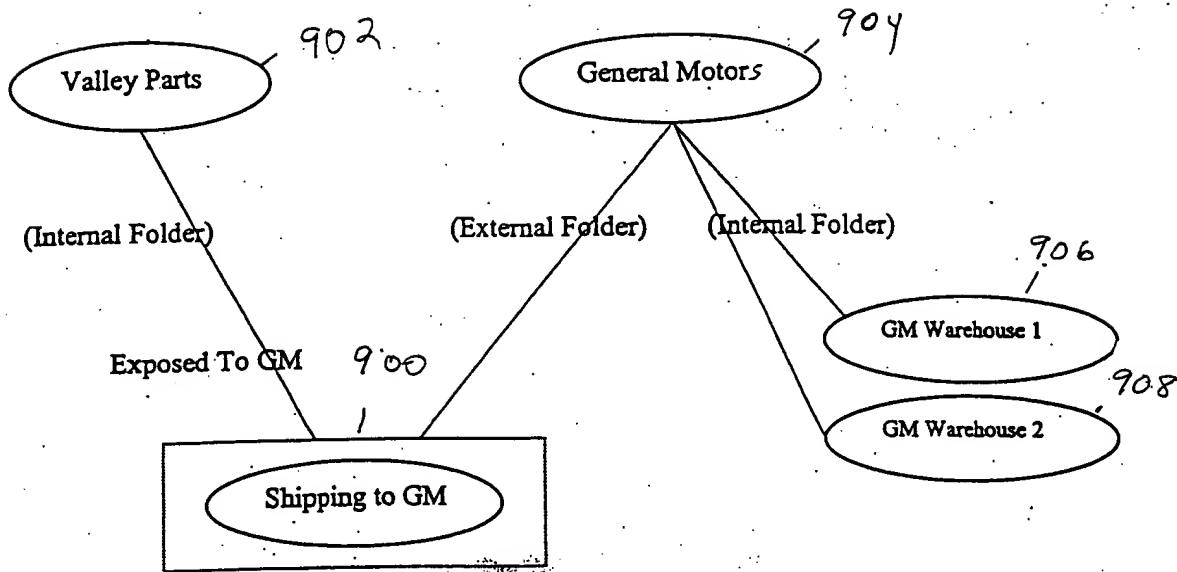 902
904
Valley Parts
General Motors
(Internal Folder)
(External Folder)
(Internal Folder)
906
GM Warehouse 1
Exposed To GM
900
908
GM Warehouse 2
Shipping to GM